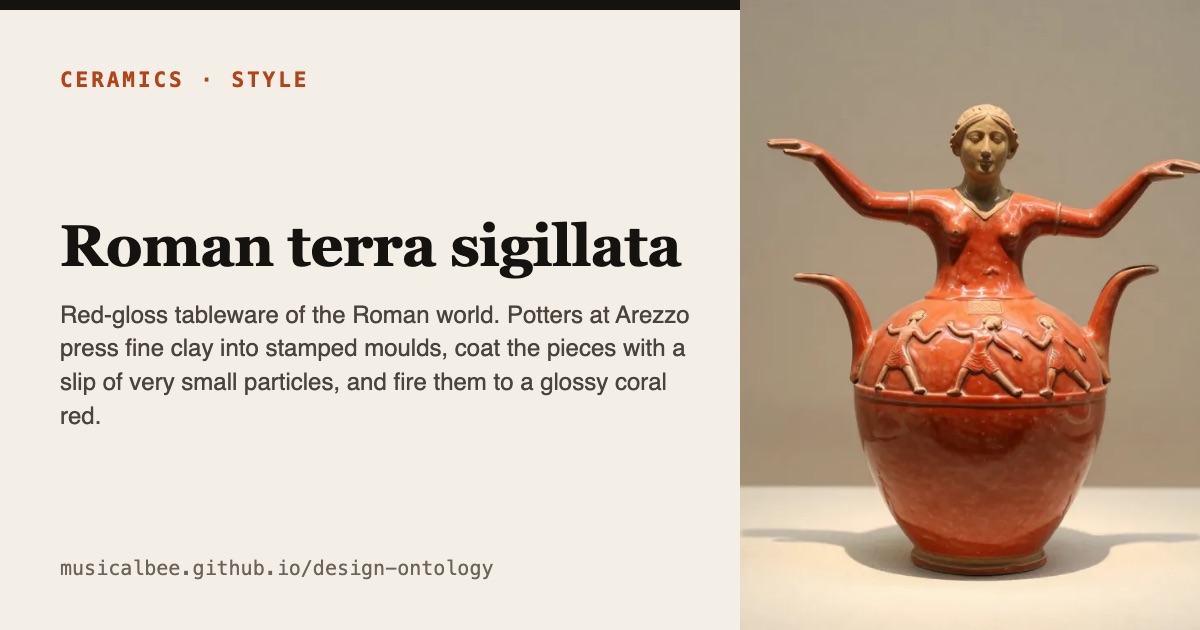 CERAMICS · STYLE
Roman terra sigillata
Red-gloss tableware of the Roman world. Potters at Arezzo
press fine clay into stamped moulds, coat the pieces with a
slip of very small particles, and fire them to a glossy coral
red.
musicalbee.github.io/design-ontology